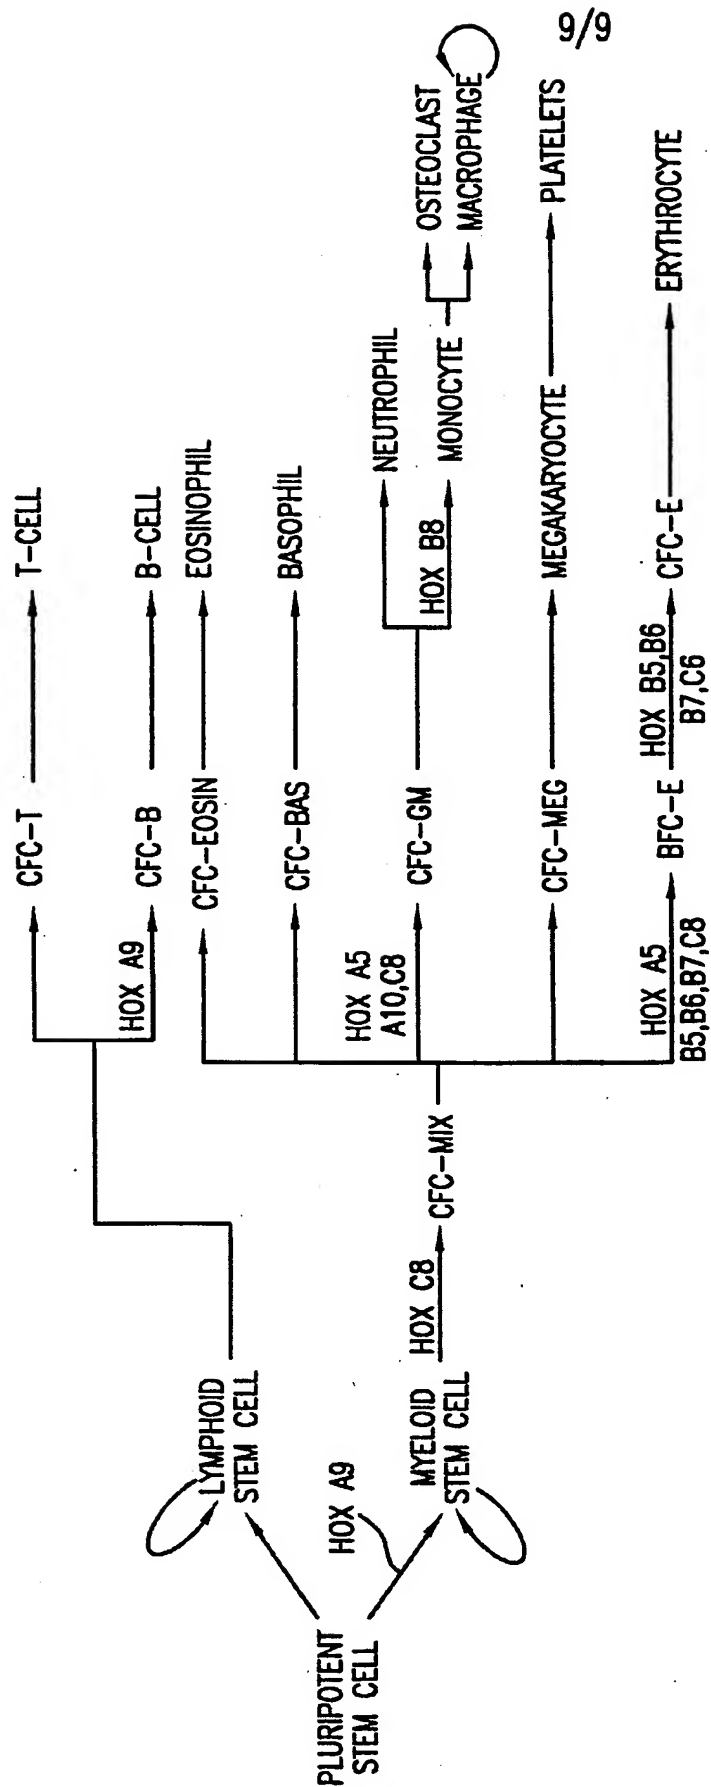 PLURIPOTENT
STEM CELL
LYMPHOID
STEM CELL
HOX A9
MYELOID
STEM CELL
HOX C8
CFC-MIX
HOX A9
CFC-T
T-CELL
CFC-B
B-CELL
CFC-EOSIN
EOSINOPHIL
CFC-BAS
BASOPHIL
HOX A5
A10,C8
CFC-GM
NEUTROPHIL
HOX B8
MONOCYTE
OSTEOCLAST
MACROPHAGE
CFC-MEG
MEGAKARYOCYTE
PLATELETS
HOX A5
B5,B6,B7,C8
BFC-E
HOX B5,B6
B7,C6
CFC-E
ERYTHROCYTE
9/9